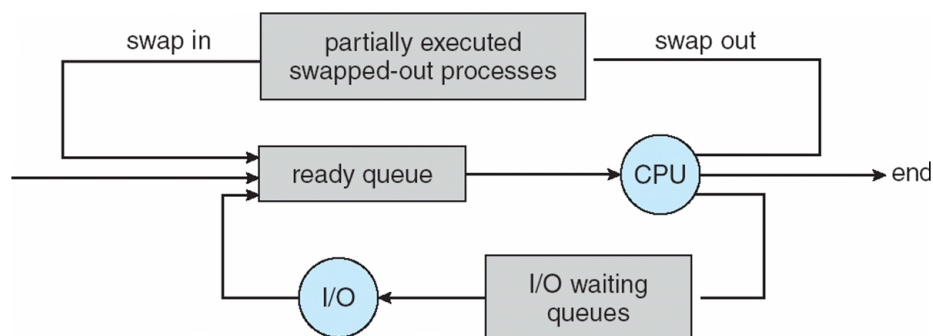 swap in
partially executed
swapped-out processes
swap out
ready queue
CPU
end
I/O
I/O waiting
queues